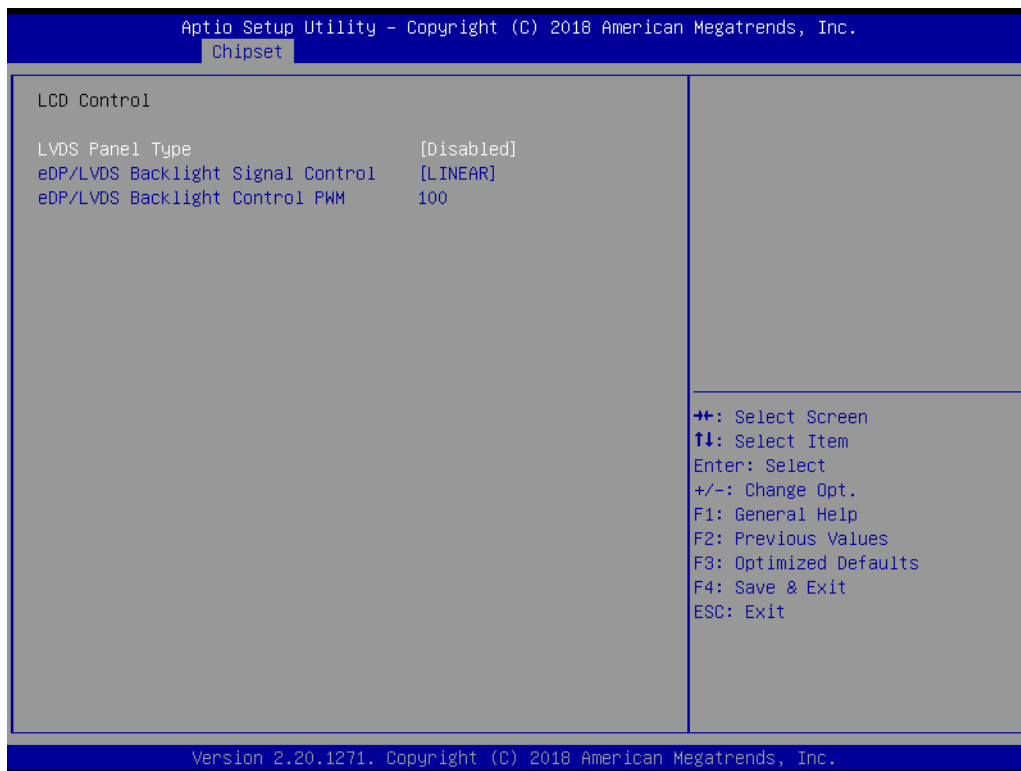 Aptio Setup Utility – Copyright (C) 2018 American Megatrends, Inc.
Chipset
LCD Control
LVDS Panel Type [Disabled]
eDP/LVDS Backlight Signal Control [LINEAR]
eDP/LVDS Backlight Control PWM 100
→←: Select Screen
↑↓: Select Item
Enter: Select
+/-: Change Opt.
F1: General Help
F2: Previous Values
F3: Optimized Defaults
F4: Save & Exit
ESC: Exit
Version 2.20.1271. Copyright (C) 2018 American Megatrends, Inc.